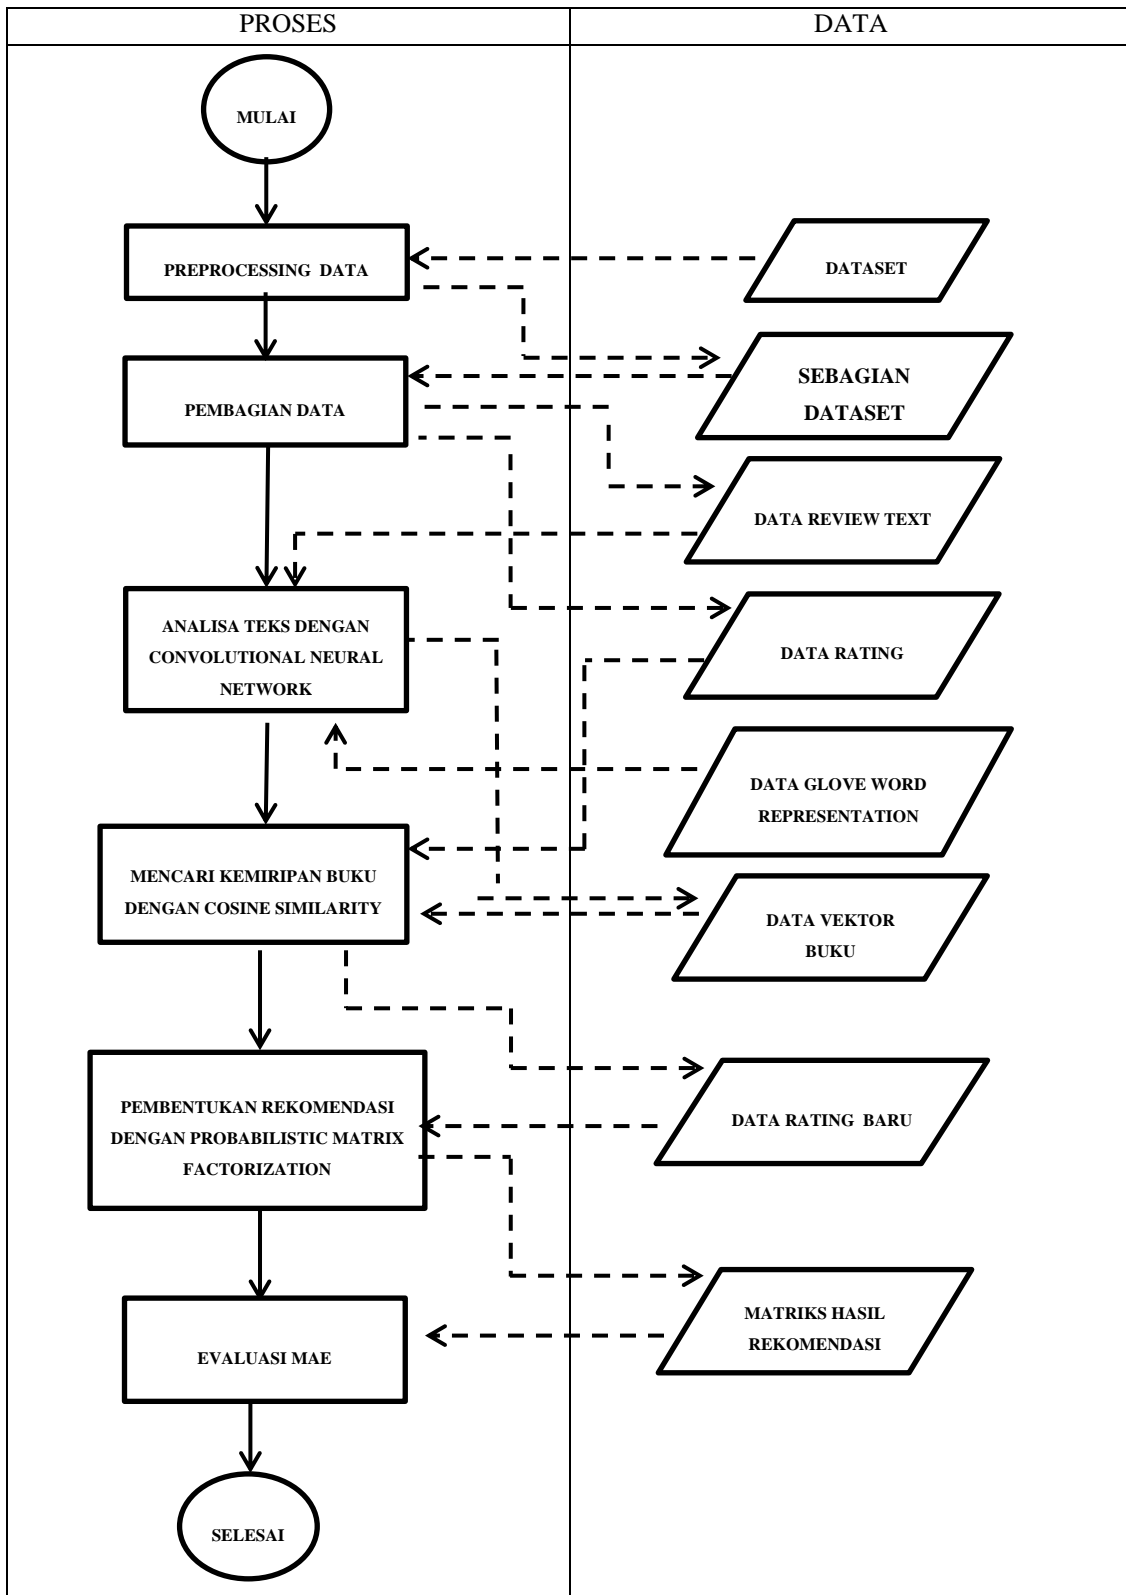 PROSES
DATA
MULAI
PREPROCESSING DATA
DATASET
SEBAGIAN
DATASET
PEMBAGIAN DATA
DATA REVIEW TEXT
ANALISA TEKS DENGAN
CONVOLUTIONAL NEURAL
NETWORK
DATA RATING
DATA GLOVE WORD
REPRESENTATION
MENCARI KEMIRIPAN BUKU
DENGAN COSINE SIMILARITY
DATA VEKTOR
BUKU
PEMBENTUKAN REKOMENDASI
DENGAN PROBABILISTIC MATRIX
FACTORIZATION
DATA RATING BARU
MATRIKS HASIL
REKOMENDASI
EVALUASI MAE
SELESAI